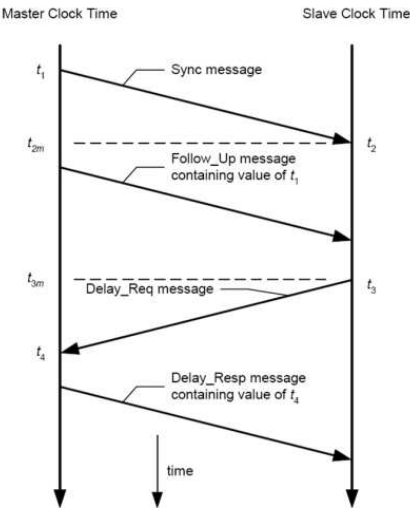 Master Clock Time
Slave Clock Time
t1
Sync message
t2m
t2
Follow_Up message
containing value of t1
t3m
t3
Delay_Req message
t4
Delay_Resp message
containing value of t4
time